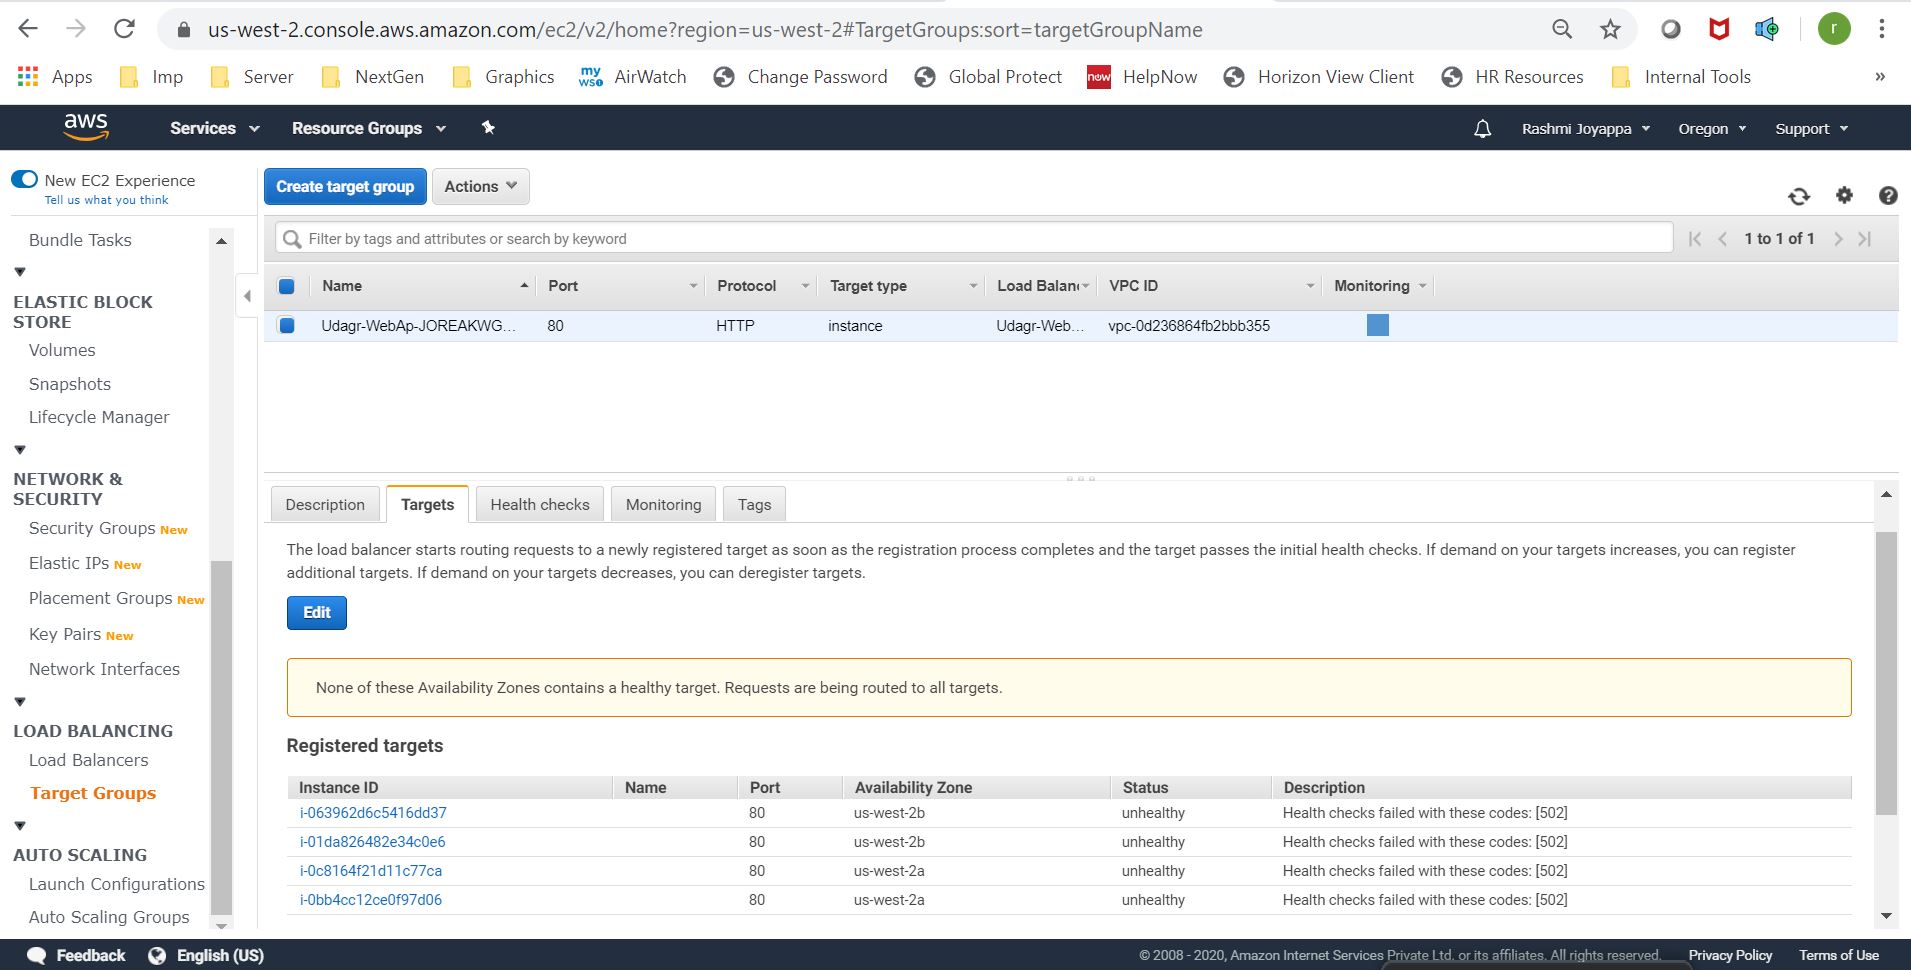 us-west-2.console.aws.amazon.com/ec2/v2/home?region=us-west-2#TargetGroups:sort=targetGroupName
r
Apps Imp Server NextGen Graphics my wso AirWatch Change Password Global Protect now HelpNow Horizon View Client HR Resources Internal Tools »
aws Services Resource Groups Rashmi Joyappa Oregon Support
New EC2 Experience
Tell us what you think
Bundle Tasks
ELASTIC BLOCK
STORE
Volumes
Snapshots
Lifecycle Manager
NETWORK &
SECURITY
Security Groups New
Elastic IPs New
Placement Groups New
Key Pairs New
Network Interfaces
LOAD BALANCING
Load Balancers
Target Groups
AUTO SCALING
Launch Configurations
Auto Scaling Groups
Create target group Actions
Filter by tags and attributes or search by keyword 1 to 1 of 1
Name Port Protocol Target type Load Balan VPC ID Monitoring
Udagr-WebAp-JOREAKWG... 80 HTTP instance Udagr-Web... vpc-0d236864fb2bbb355
Description Targets Health checks Monitoring Tags
The load balancer starts routing requests to a newly registered target as soon as the registration process completes and the target passes the initial health checks. If demand on your targets increases, you can register
additional targets. If demand on your targets decreases, you can deregister targets.
Edit
None of these Availability Zones contains a healthy target. Requests are being routed to all targets.
Registered targets
Instance ID Name Port Availability Zone Status Description
i-063962d6c5416dd37 80 us-west-2b unhealthy Health checks failed with these codes: [502]
i-01da826482e34c0e6 80 us-west-2b unhealthy Health checks failed with these codes: [502]
i-0c8164f21d11c77ca 80 us-west-2a unhealthy Health checks failed with these codes: [502]
i-0bb4cc12ce0f97d06 80 us-west-2a unhealthy Health checks failed with these codes: [502]
Feedback English (US) © 2008 - 2020, Amazon Internet Services Private Ltd. or its affiliates. All rights reserved. Privacy Policy Terms of Use